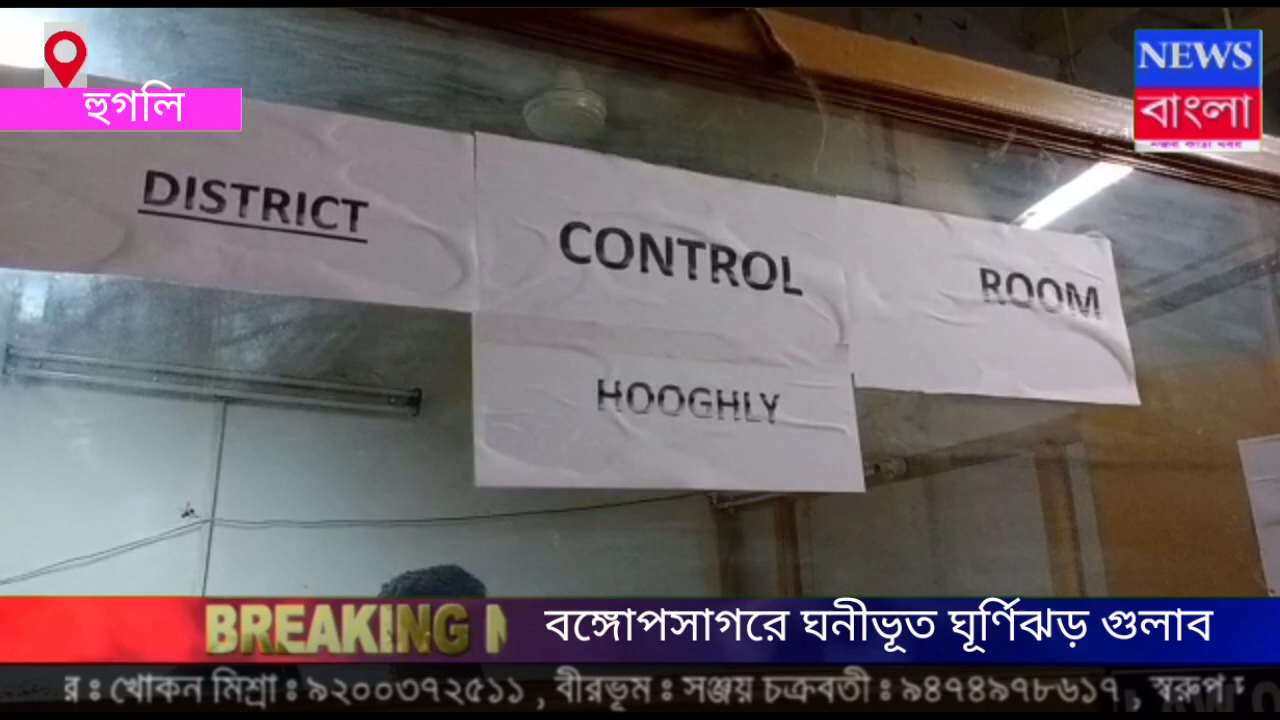 হুগলি
NEWS
বাংলা
DISTRICT
CONTROL
ROOM
HOOGHLY
BREAKING
বঙ্গোপসাগরে ঘনীভূত ঘূর্ণিঝড় গুলাব
র ঃ খোকন মিশ্রা ঃ ৯২০০৩৭২৫১১ , বীরভূম ঃ সঞ্জয় চক্রবতী ঃ ৯৪৭৪৯৭৮৬১৭ , স্বরুপ